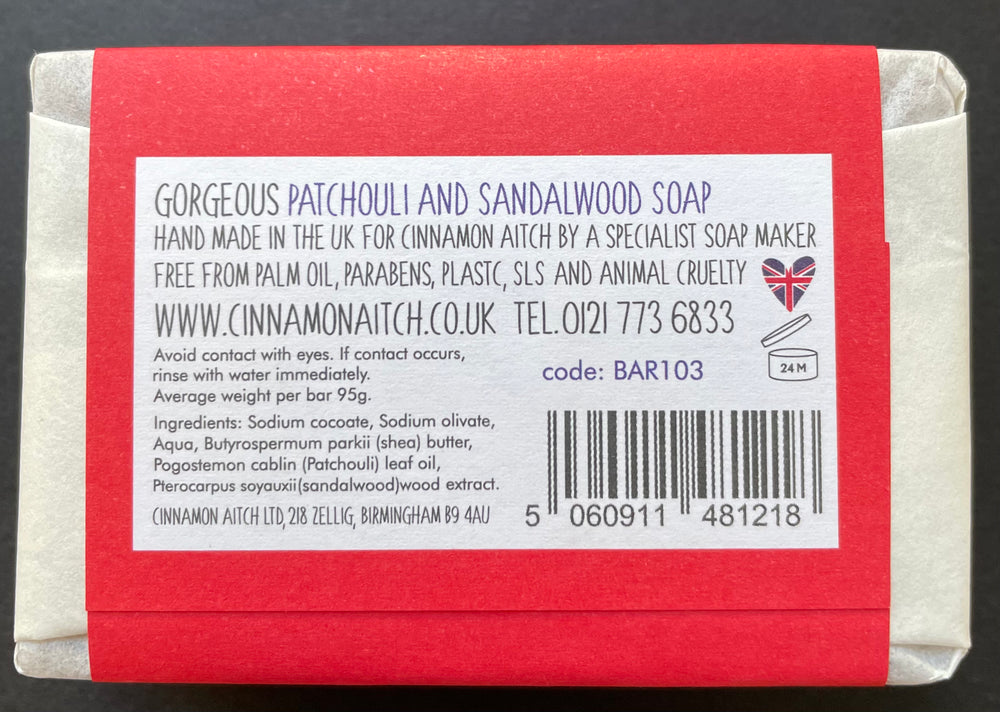 GORGEOUS PATCHOULI AND SANDALWOOD SOAP
HAND MADE IN THE UK FOR CINNAMON AITCH BY A SPECIALIST SOAP MAKER
FREE FROM PALM OIL, PARABENS, PLASTC, SLS AND ANIMAL CRUELTY
WWW.CINNAMONAITCH.CO.UK TEL.0121 773 6833
Avoid contact with eyes. If contact occurs,
rinse with water immediately.
Average weight per bar 95g.
code: BAR103
24M
Ingredients: Sodium cocoate, Sodium olivate,
Aqua, Butyrospermum parkii (shea) butter,
Pogostemon cablin (Patchouli) leaf oil,
Pterocarpus soyauxii(sandalwood)wood extract.
CINNAMON AITCH LTD, 218 ZELLIG, BIRMINGHAM B9 4AU
5 060911 481218